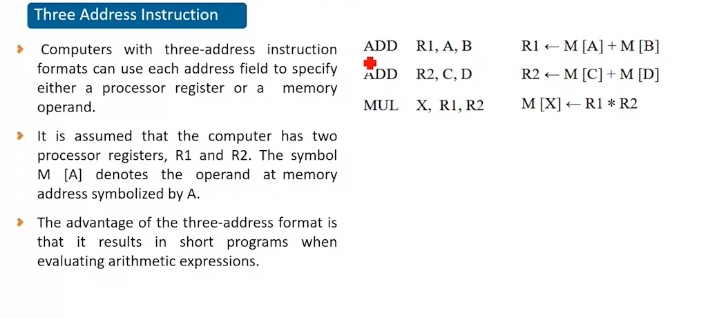 Three Address Instruction
Computers with three-address instruction
formats can use each address field to specify
either a processor register or a memory
operand.
It is assumed that the computer has two
processor registers, R1 and R2. The symbol
M [A] denotes the operand at memory
address symbolized by A.
The advantage of the three-address format is
that it results in short programs when
evaluating arithmetic expressions.
ADD R1, A, B R1 ← M [A] + M [B]
ADD R2, C, D R2 ← M [C] + M [D]
MUL X, R1, R2 M [X] ← R1 * R2